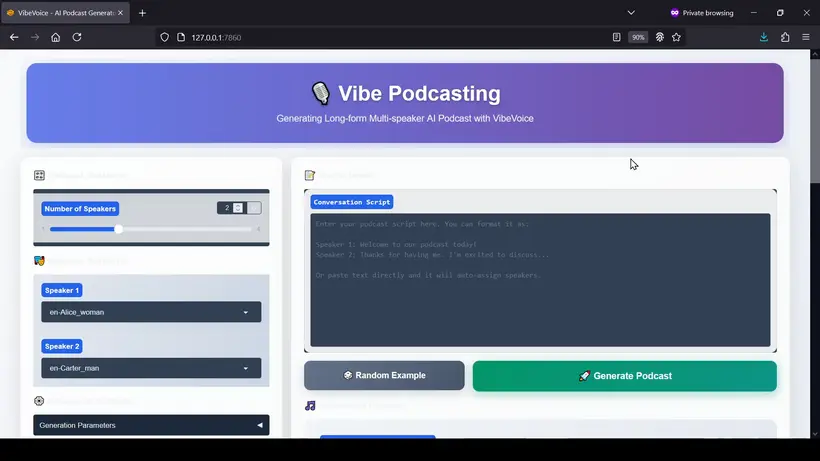 VibeVoice - AI Podcast Generato
Private browsing
127.0.0.1:7860
90%
Vibe Podcasting
Generating Long-form Multi-speaker AI Podcast with VibeVoice
Number of Speakers
2
1
4
Speaker 1
en-Alice_woman
Speaker 2
en-Carter_man
Generation Parameters
Conversation Script
Enter your podcast script here. You can format it as:
Speaker 1: Welcome to our podcast today!
Speaker 2: Thanks for having me. I'm excited to discuss...
Or paste text directly and it will auto-assign speakers.
Random Example
Generate Podcast